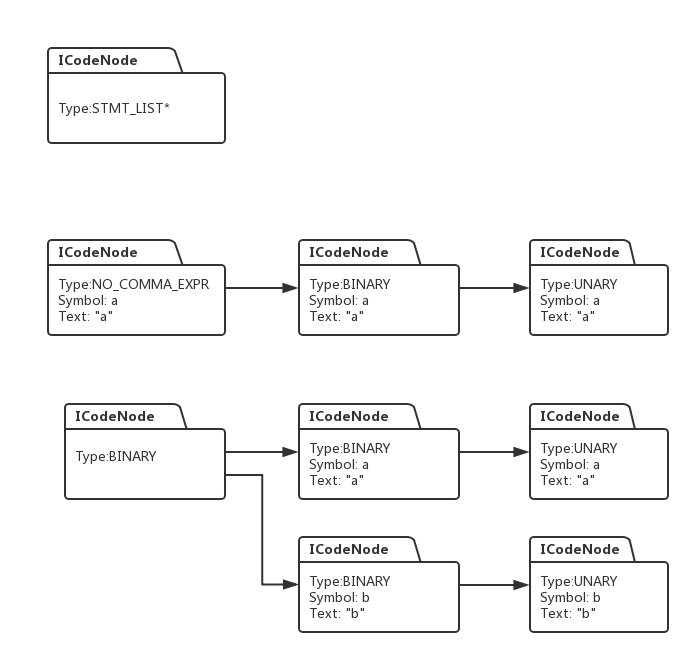 ICodeNode
Type:STMT_LIST*
ICodeNode
Type:NO_COMMA_EXPR
Symbol: a
Text: "a"
ICodeNode
Type:BINARY
Symbol: a
Text: "a"
ICodeNode
Type:UNARY
Symbol: a
Text: "a"
ICodeNode
Type:BINARY
ICodeNode
Type:BINARY
Symbol: a
Text: "a"
ICodeNode
Type:UNARY
Symbol: a
Text: "a"
ICodeNode
Type:BINARY
Symbol: b
Text: "b"
ICodeNode
Type:UNARY
Symbol: b
Text: "b"